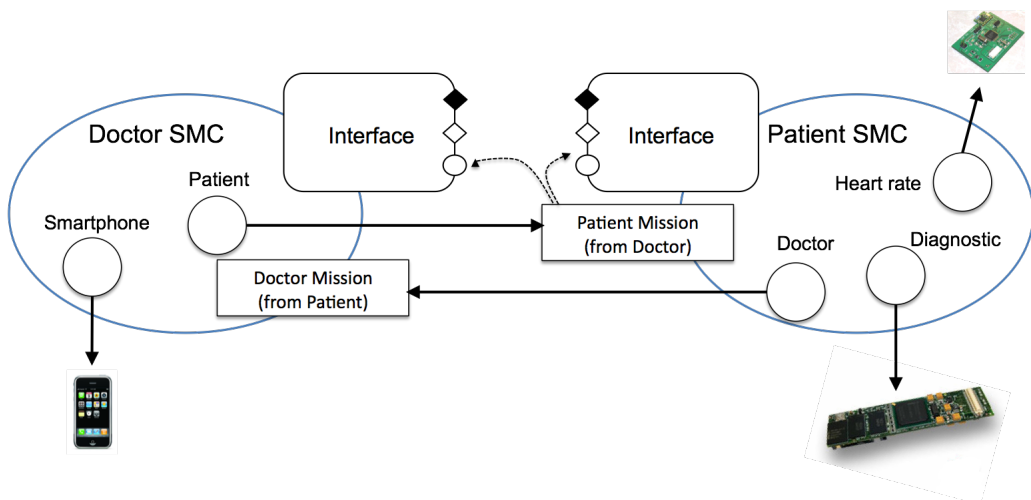 Doctor SMC
Interface
Interface
Patient SMC
Patient
Heart rate
Smartphone
Patient Mission
(from Doctor)
Doctor
Diagnostic
Doctor Mission
(from Patient)